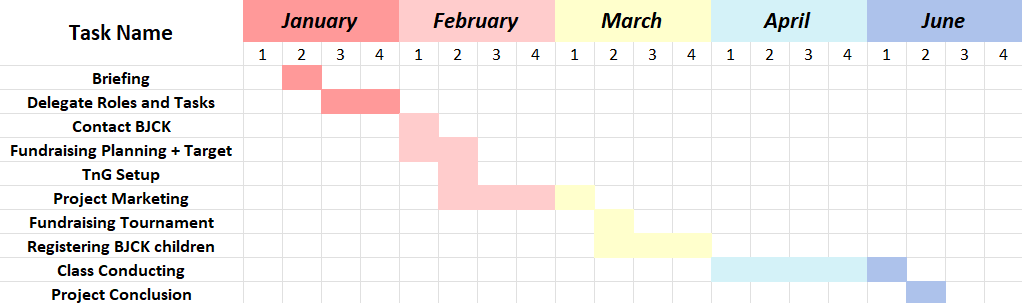 Task Name January February March April June
1 2 3 4 1 2 3 4 1 2 3 4 1 2 3 4 1 2 3 4
Briefing
Delegate Roles and Tasks
Contact BJCK
Fundraising Planning + Target
TnG Setup
Project Marketing
Fundraising Tournament
Registering BJCK children
Class Conducting
Project Conclusion